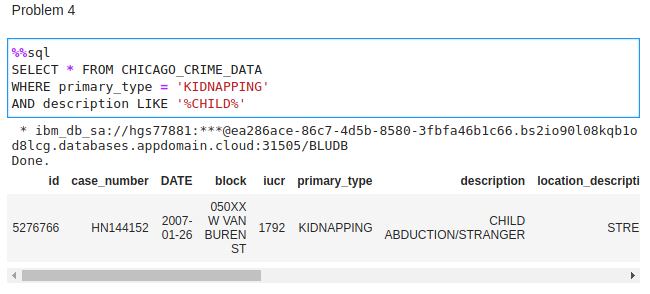 Problem 4
%%sql
SELECT * FROM CHICAGO_CRIME_DATA
WHERE primary_type = 'KIDNAPPING'
AND description LIKE '%CHILD%'
* ibm_db_sa://hgs77881:***@ea286ace-86c7-4d5b-8580-3fbfa46b1c66.bs2io90l08kqb1o
d8lcg.databases.appdomain.cloud:31505/BLUDB
Done.
id case_number DATE block iucr primary_type description location_descripti
5276766 HN144152 2007-01-26 050XX W VAN BUREN ST 1792 KIDNAPPING CHILD ABDUCTION/STRANGER STRE